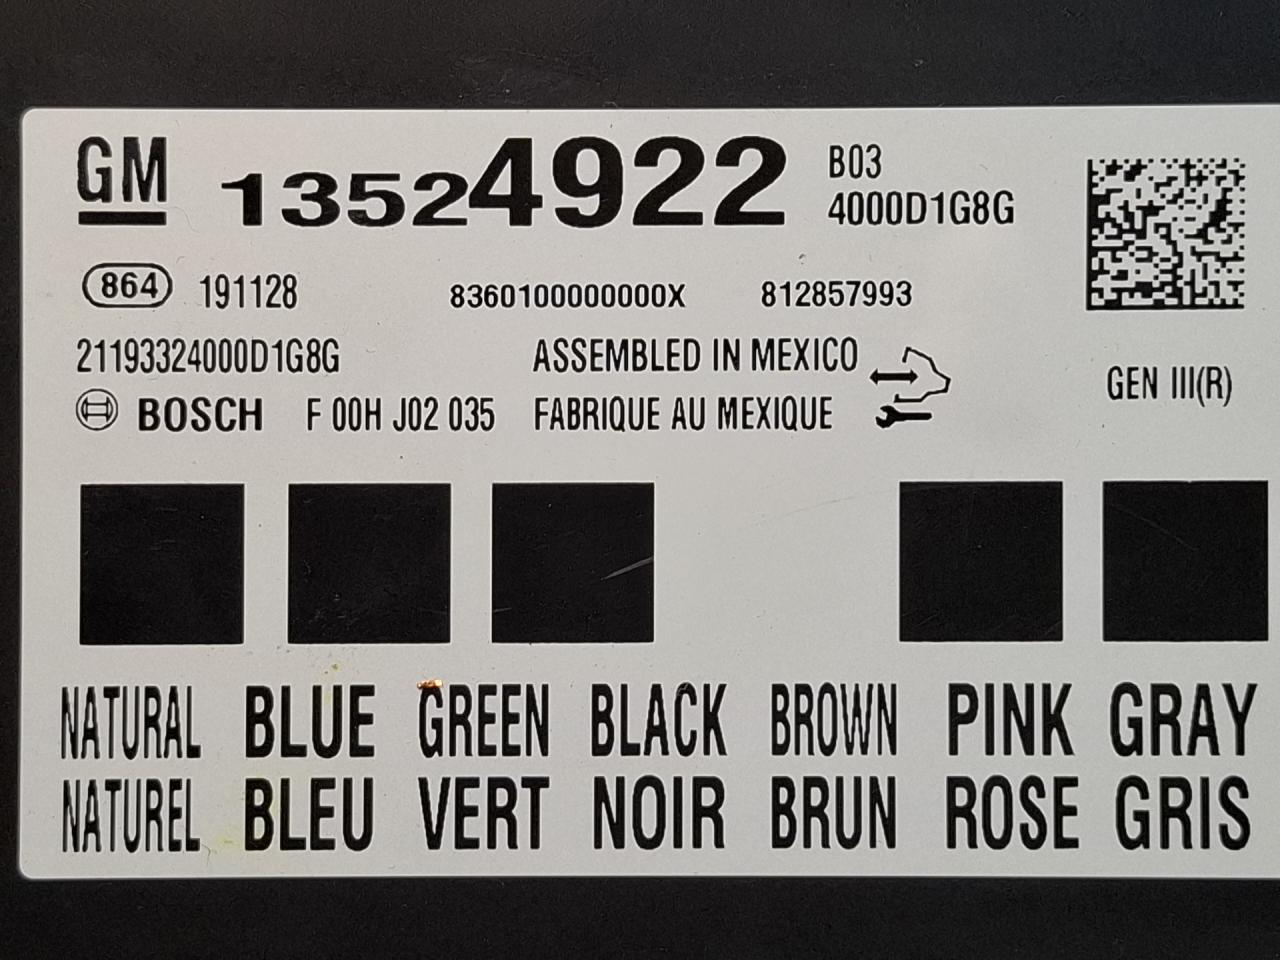 GM 13524922 B03
4000D1G8G
864 191128 8360100000000X 812857993
21193324000D1G8G ASSEMBLED IN MEXICO
BOSCH F 00H J02 035 FABRIQUE AU MEXIQUE
GEN III(R)
NATURAL BLUE GREEN BLACK BROWN PINK GRAY
NATUREL BLEU VERT NOIR BRUN ROSE GRIS